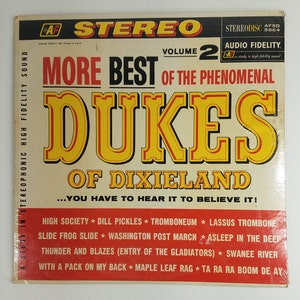 AF STEREO
STEREODISC AFSD 5964
VOLUME 2
AUDIO FIDELITY
MORE BEST OF THE PHENOMENAL
DUKES
OF DIXIELAND
...YOU HAVE TO HEAR IT TO BELIEVE IT!
HIGH SOCIETY ★ DILL PICKLES ★ TROMBONEUM ★ LASSUS TROMBONE
SLIDE FROG SLIDE ★ WASHINGTON POST MARCH ★ ASLEEP IN THE DEEP
THUNDER AND BLAZES (ENTRY OF THE GLADIATORS) ★ SWANEE RIVER
WITH A PACK ON MY BACK ★ MAPLE LEAF RAG ★ TA RA RA BOOM DE AY
IN STEREOPHONIC HIGH FIDELITY SOUND